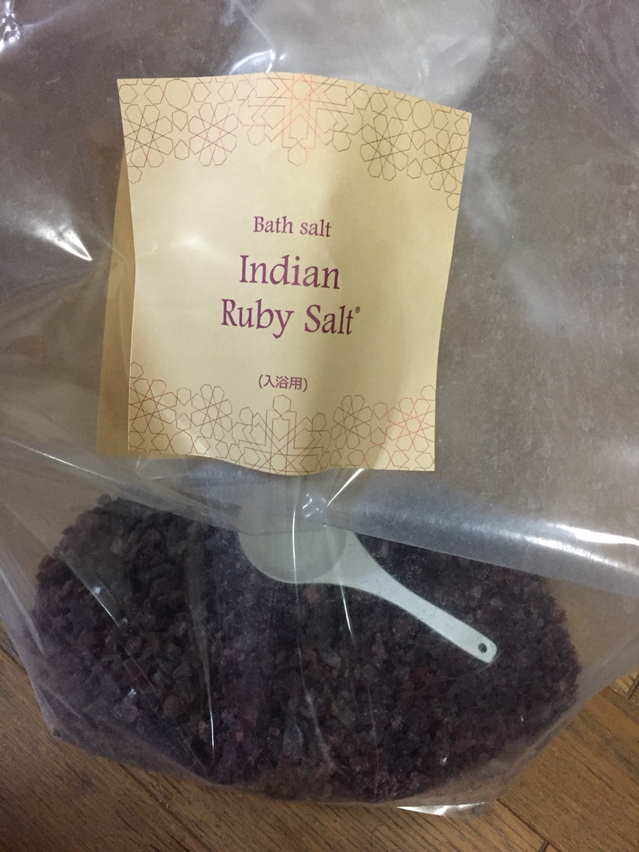 Bath salt
Indian
Ruby Salt®
(入浴用)